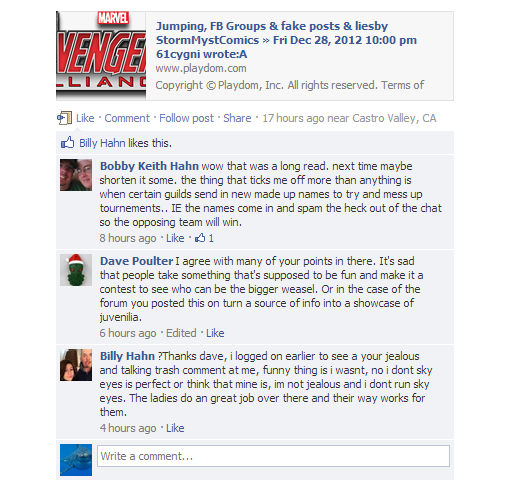 MARVEL
VENGE
LLIANC
Jumping, FB Groups & fake posts & liesby
StormMystComics » Fri Dec 28, 2012 10:00 pm
61cygni wrote:A
www.playdom.com
Copyright © Playdom, Inc. All rights reserved. Terms of
Like · Comment · Follow post · Share · 17 hours ago near Castro Valley, CA
Billy Hahn likes this.
Bobby Keith Hahn wow that was a long read. next time maybe
shorten it some. the thing that ticks me off more than anything is
when certain guilds send in new made up names to try and mess up
tournements.. IE the names come in and spam the heck out of the chat
so the opposing team will win.
8 hours ago · Like · 1
Dave Poulter I agree with many of your points in there. It's sad
that people take something that's supposed to be fun and make it a
contest to see who can be the bigger weasel. Or in the case of the
forum you posted this on turn a source of info into a showcase of
juvenilia.
6 hours ago · Edited · Like
Billy Hahn ?Thanks dave, i logged on earlier to see a your jealous
and talking trash comment at me, funny thing is i wasnt, no i dont sky
eyes is perfect or think that mine is, im not jealous and i dont run sky
eyes. The ladies do an great job over there and their way works for
them.
4 hours ago · Like
Write a comment...